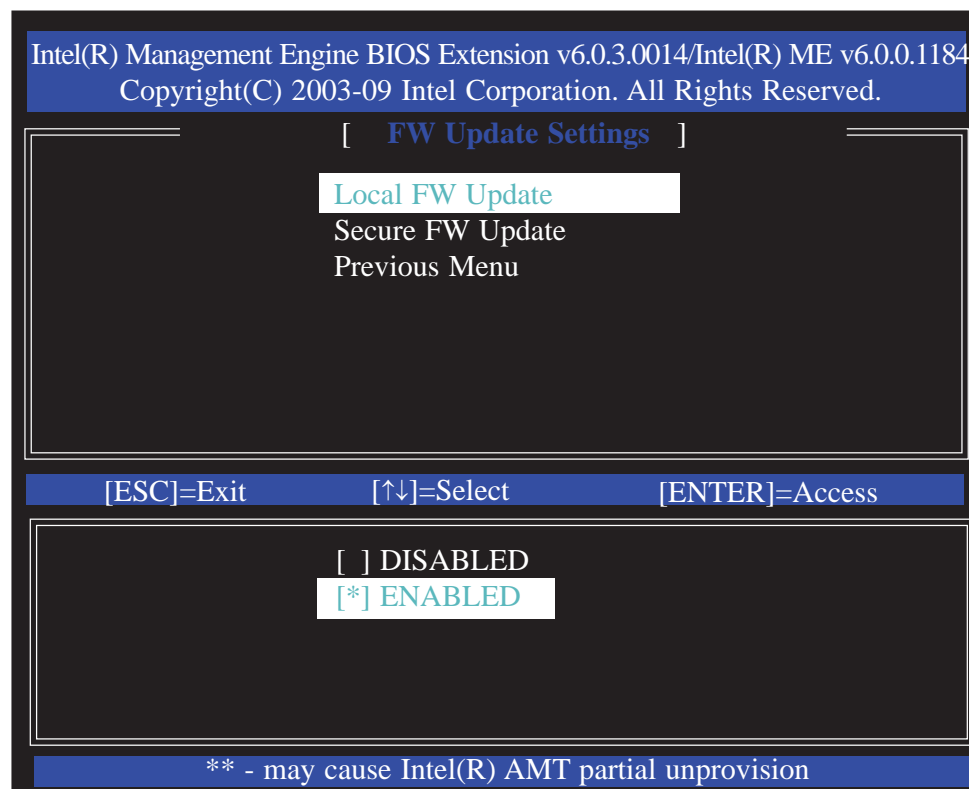 Intel(R) Management Engine BIOS Extension v6.0.3.0014/Intel(R) ME v6.0.0.1184
Copyright(C) 2003-09 Intel Corporation. All Rights Reserved.
[ FW Update Settings ]
Local FW Update
Secure FW Update
Previous Menu
[ESC]=Exit [↑↓]=Select [ENTER]=Access
[ ] DISABLED
[*] ENABLED
** - may cause Intel(R) AMT partial unprovision